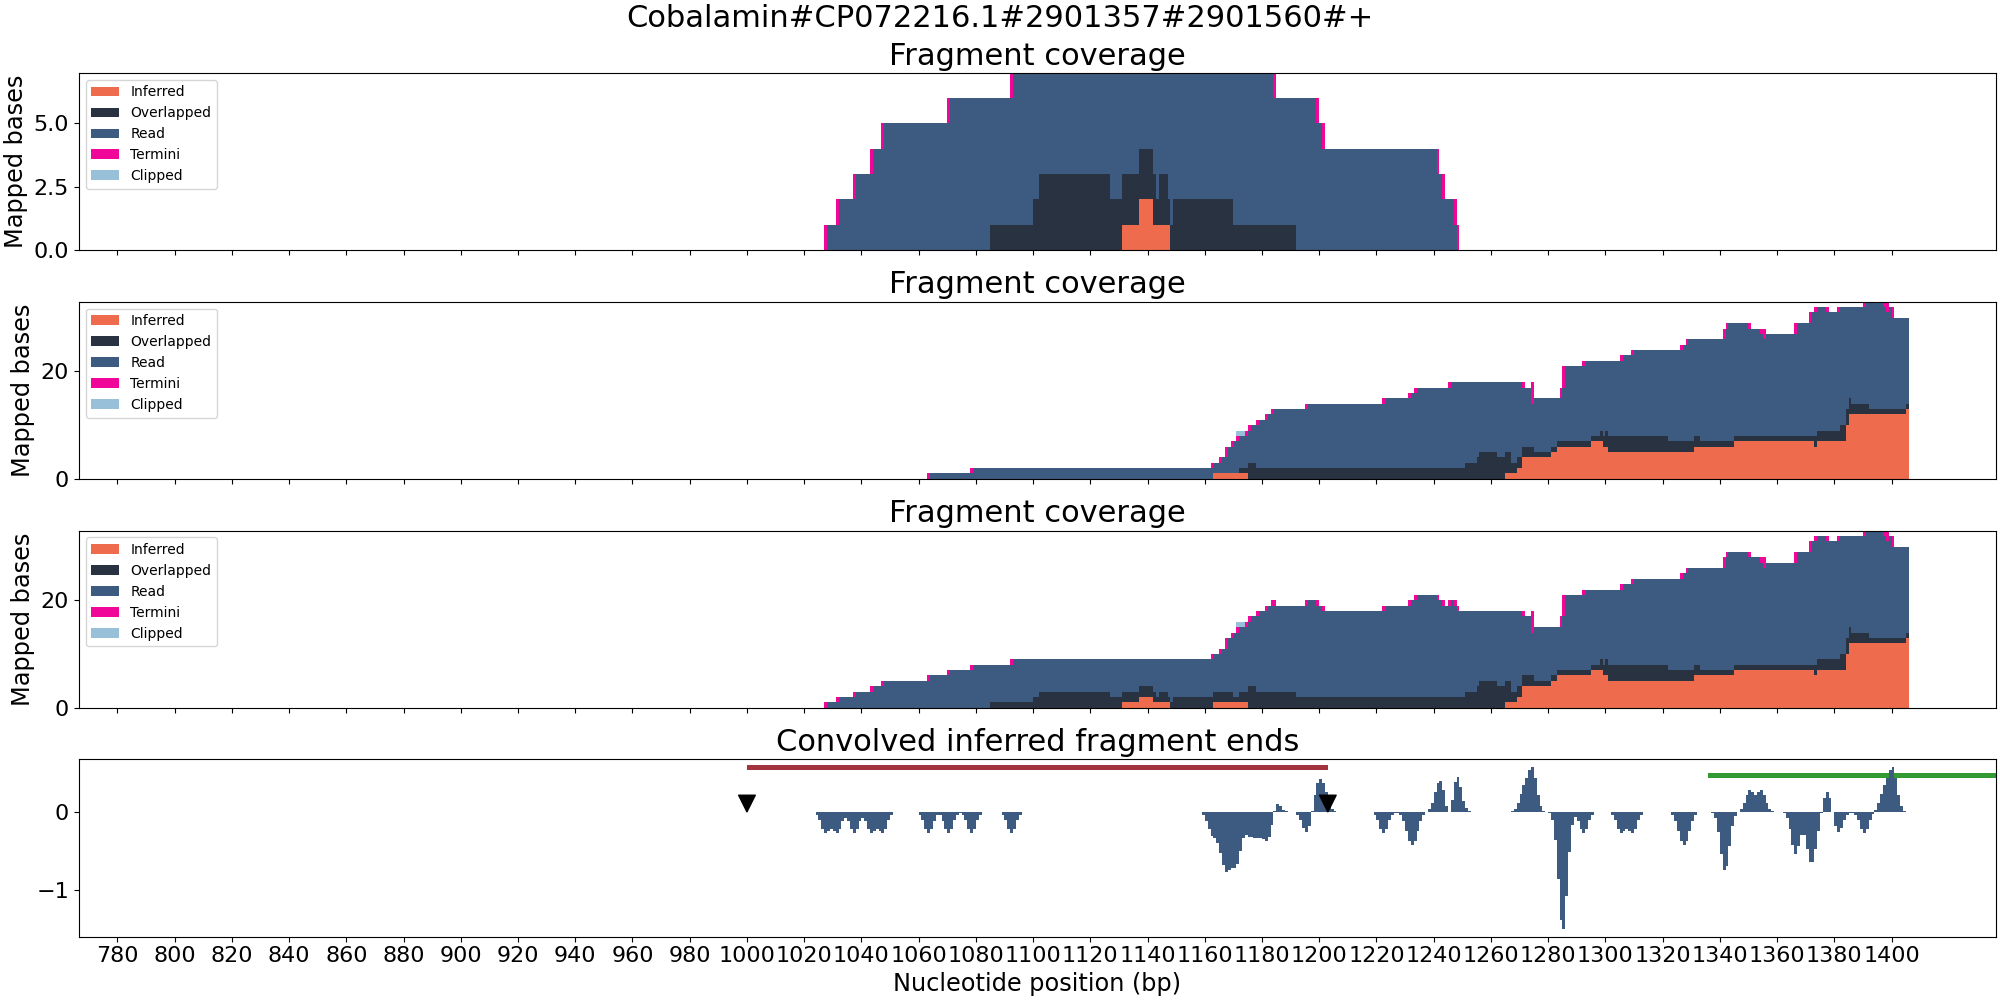 Cobalamin#CP072216.1#2901357#2901560#+
Fragment coverage
Mapped bases
5.0
2.5
0.0
Inferred
Overlapped
Read
Termini
Clipped
Fragment coverage
Mapped bases
20
0
Inferred
Overlapped
Read
Termini
Clipped
Fragment coverage
Mapped bases
20
0
Inferred
Overlapped
Read
Termini
Clipped
Convolved inferred fragment ends
0
−1
780 800 820 840 860 880 900 920 940 960 980 1000 1020 1040 1060 1080 1100 1120 1140 1160 1180 1200 1220 1240 1260 1280 1300 1320 1340 1360 1380 1400
Nucleotide position (bp)